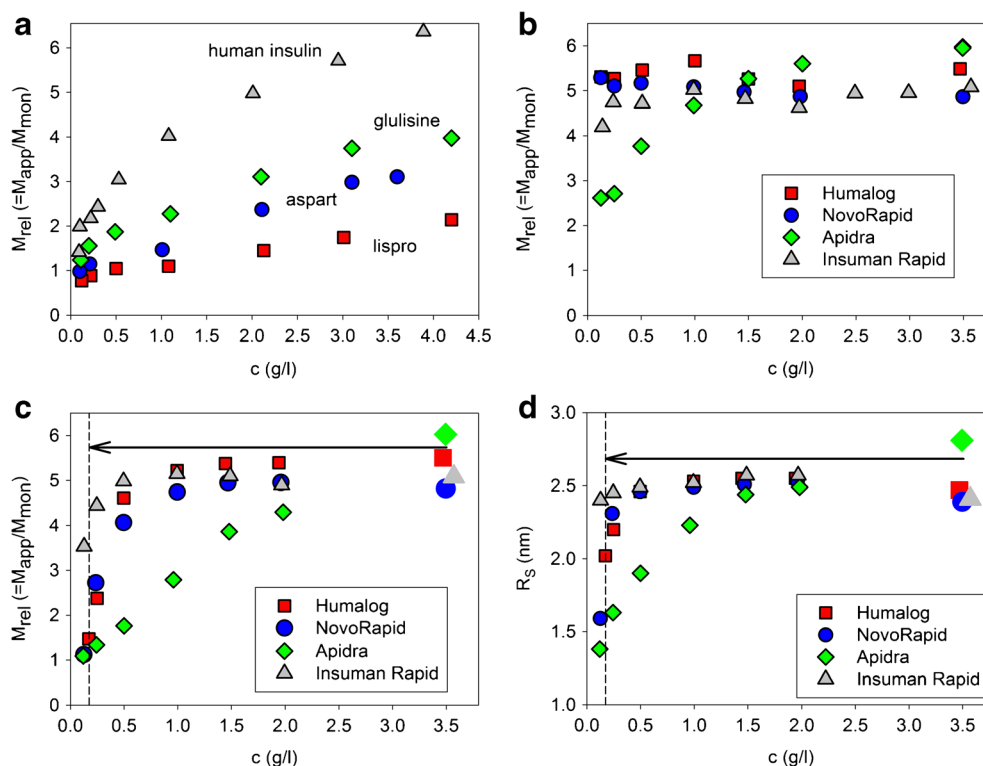 a
M_rel (=M_app/M_mon)
6
5
4
3
2
1
0
human insulin
glulisine
aspart
lispro
0.0 0.5 1.0 1.5 2.0 2.5 3.0 3.5 4.0 4.5
c (g/l)
b
M_rel (=M_app/M_mon)
6
5
4
3
2
1
0
Humalog
NovoRapid
Apidra
Insuman Rapid
0.0 0.5 1.0 1.5 2.0 2.5 3.0 3.5
c (g/l)
c
M_rel (=M_app/M_mon)
6
5
4
3
2
1
0
Humalog
NovoRapid
Apidra
Insuman Rapid
0.0 0.5 1.0 1.5 2.0 2.5 3.0 3.5
c (g/l)
d
R_S (nm)
3.0
2.5
2.0
1.5
1.0
Humalog
NovoRapid
Apidra
Insuman Rapid
0.0 0.5 1.0 1.5 2.0 2.5 3.0 3.5
c (g/l)